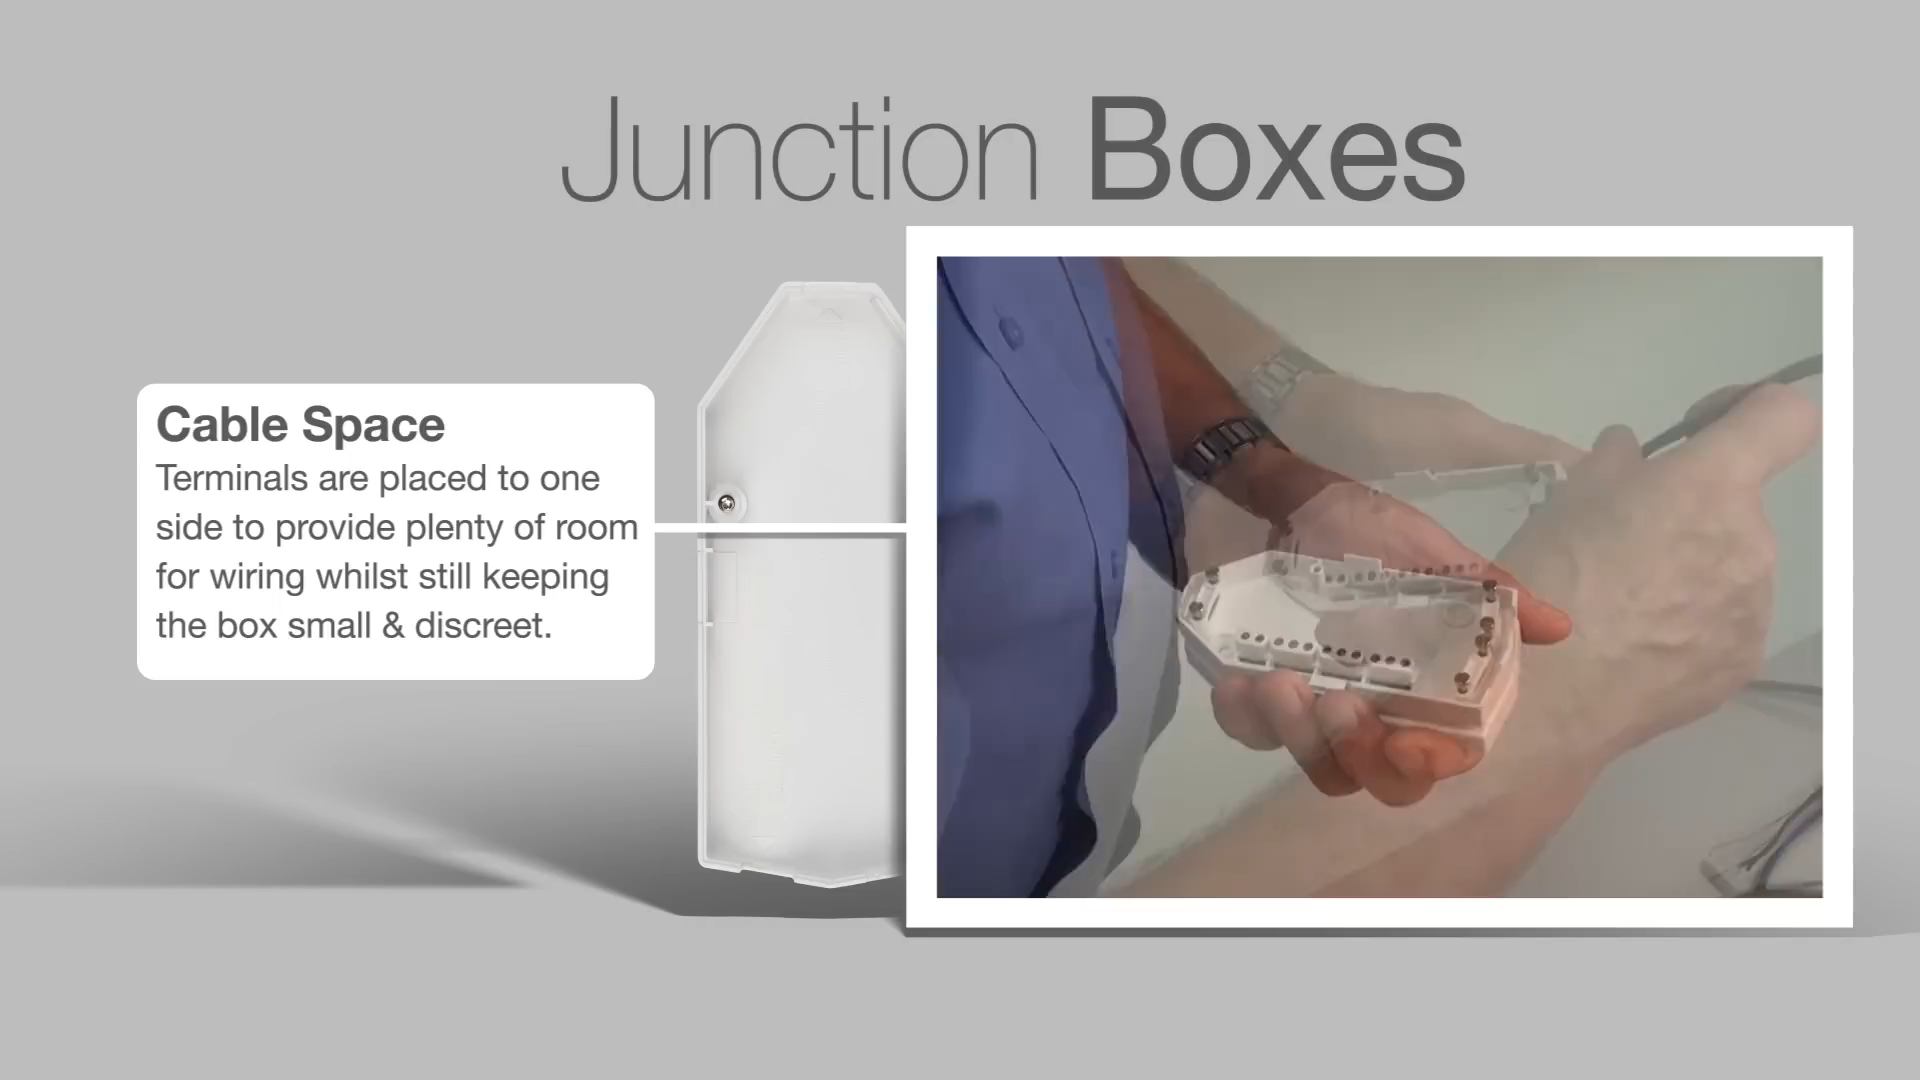 Junction Boxes
Cable Space
Terminals are placed to one
side to provide plenty of room
for wiring whilst still keeping
the box small & discreet.